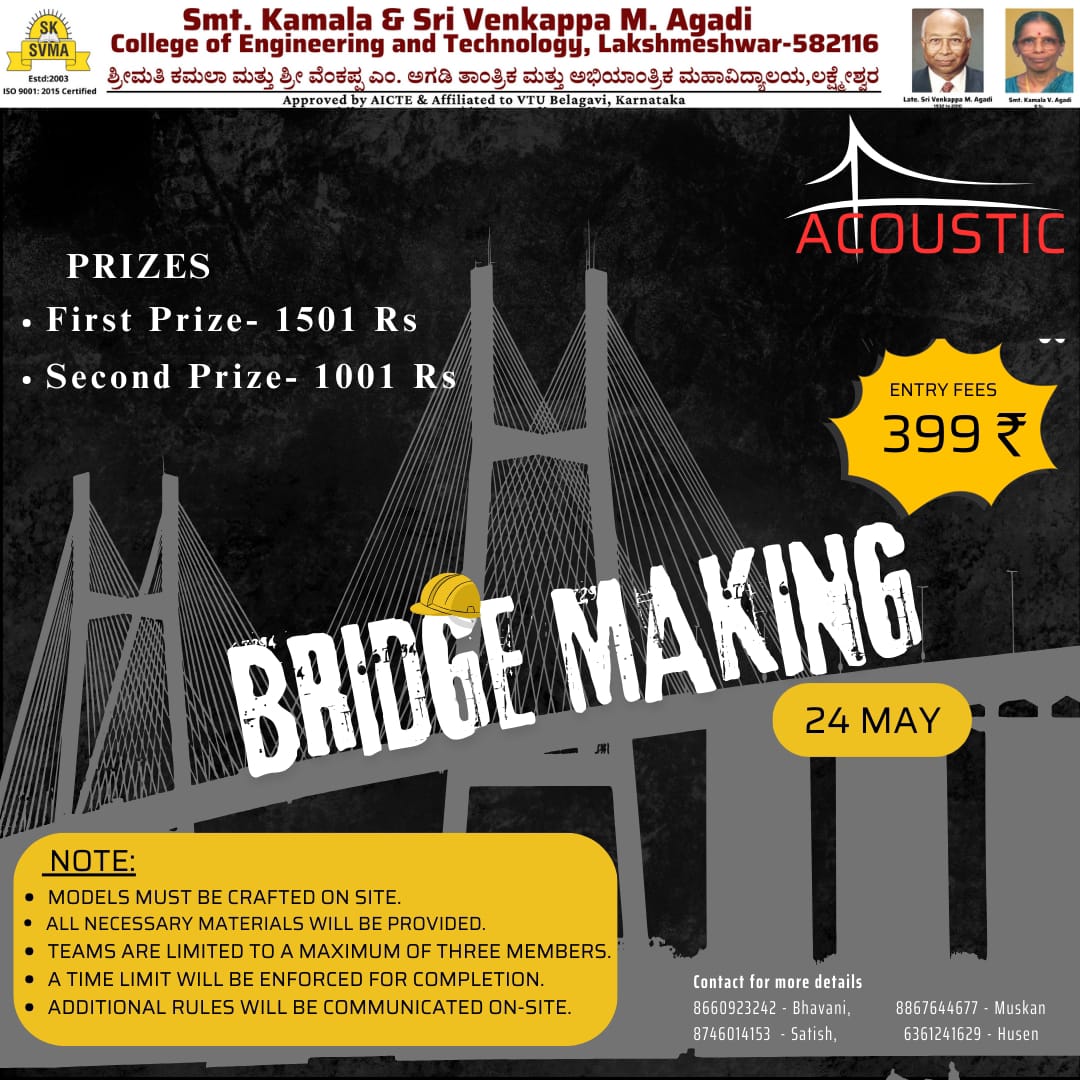 SK
SVMA
Estd:2003
ISO 9001: 2015 Certified
Smt. Kamala & Sri Venkappa M. Agadi
College of Engineering and Technology, Lakshmeshwar-582116
ಶ್ರೀಮತಿ ಕಮಲಾ ಮತ್ತು ಶ್ರೀ ವೆಂಕಪ್ಪ ಎಂ. ಅಗಡಿ ತಾಂತ್ರಿಕ ಮತ್ತು ಅಭಿಯಾಂತ್ರಿಕ ಮಹಾವಿದ್ಯಾಲಯ,ಲಕ್ಷ್ಮೇಶ್ವರ
Approved by AICTE & Affiliated to VTU Belagavi, Karnataka
Late. Sri Venkappa M. Agadi
Smt. Kamala V. Agadi
ACOUSTIC
PRIZES
• First Prize- 1501 Rs
• Second Prize- 1001 Rs
ENTRY FEES
399 ₹
BRIDGE MAKING
24 MAY
NOTE:
• MODELS MUST BE CRAFTED ON SITE.
• ALL NECESSARY MATERIALS WILL BE PROVIDED.
• TEAMS ARE LIMITED TO A MAXIMUM OF THREE MEMBERS.
• A TIME LIMIT WILL BE ENFORCED FOR COMPLETION.
• ADDITIONAL RULES WILL BE COMMUNICATED ON-SITE.
Contact for more details
8660923242 - Bhavani, 8867644677 - Muskan
8746014153 - Satish, 6361241629 - Husen